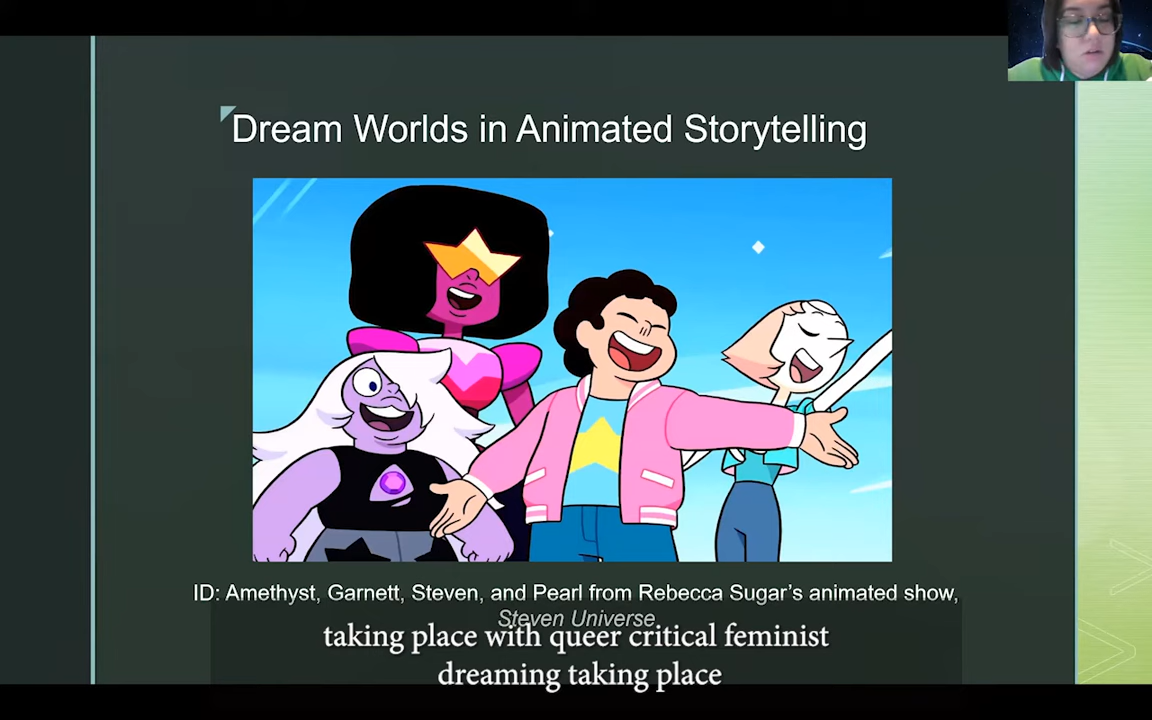 Dream Worlds in Animated Storytelling
ID: Amethyst, Garnett, Steven, and Pearl from Rebecca Sugar's animated show,
Steven Universe
taking place with queer critical feminist
dreaming taking place